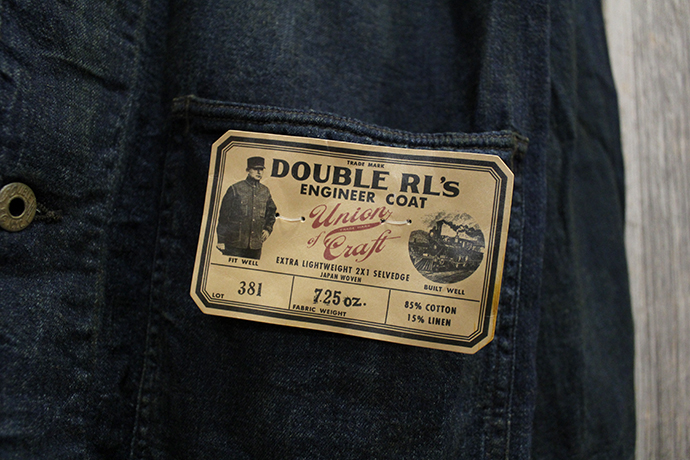 TRADE MARK
DOUBLE RL'S
ENGINEER COAT
Union
of Craft
FIT WELL
EXTRA LIGHTWEIGHT 2X1 SELVEDGE
JAPAN WOVEN
BUILT WELL
LOT 381
7.25 oz.
FABRIC WEIGHT
85% COTTON
15% LINEN